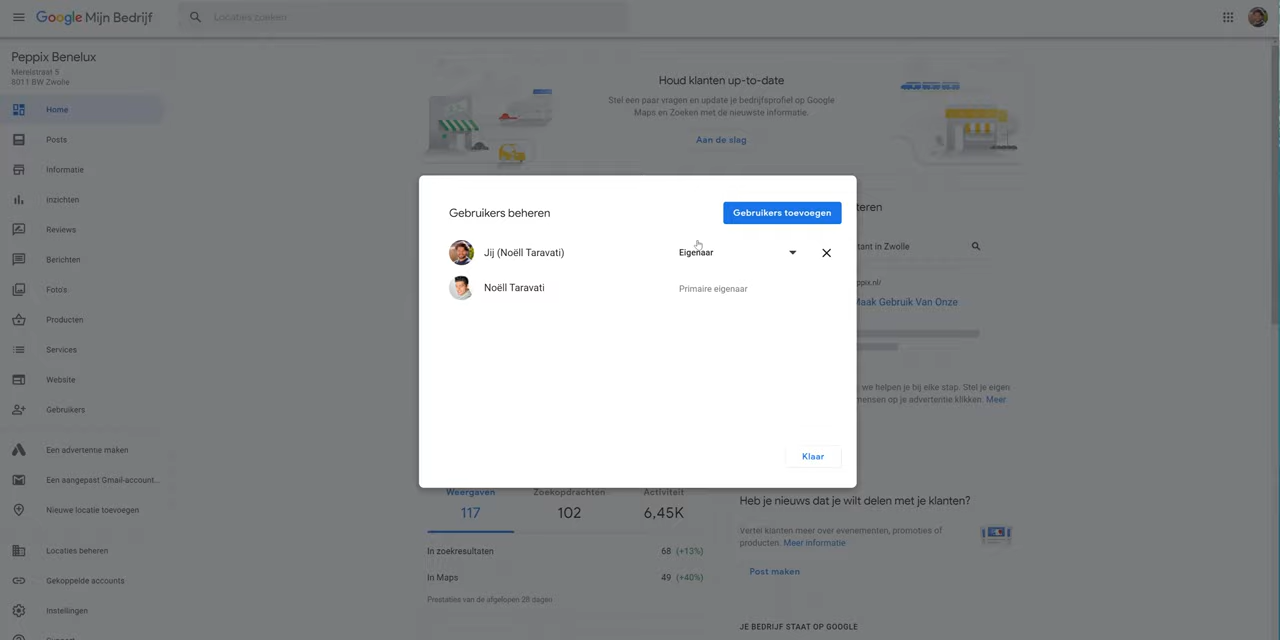 Google Mijn Bedrijf
Locaties zoeken
Peppix Benelux
8011 BW Zwolle
Home
Posts
Informatie
Inzichten
Reviews
Berichten
Foto's
Producten
Services
Website
Gebruikers
Een advertentie maken
Een aangepast Gmail-account...
Nieuwe locatie toevoegen
Locaties beheren
Gekoppelde accounts
Instellingen
Houd klanten up-to-date
Stel een paar vragen en update je bedrijfsprofiel op Google
Maps en Zoeken met de nieuwste informatie.
Aan de slag
Gebruikers beheren
Gebruikers toevoegen
Jij (Noëll Taravati)
Eigenaar
Noëll Taravati
Primaire eigenaar
Klaar
teren
tant in Zwolle
ppix.nl/
Maak Gebruik Van Onze
we helpen je bij elke stap. Stel je eigen
mensen op je advertentie klikken. Meer
Weergaven
Zoekopdrachten
Activiteit
117
102
6,45K
In zoekresultaten
68 (+13%)
In Maps
49 (+40%)
Prestaties van de afgelopen 28 dagen
Heb je nieuws dat je wilt delen met je klanten?
Vertel klanten meer over evenementen, promoties of
producten. Meer informatie
Post maken
JE BEDRIJF STAAT OP GOOGLE